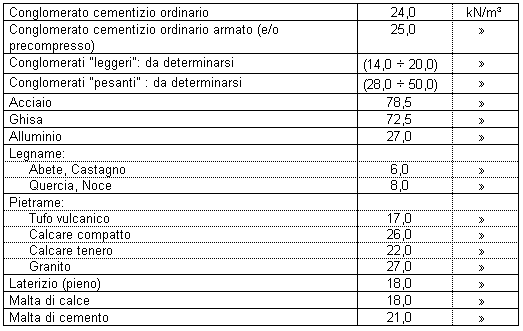 Conglomerato cementizio ordinario 24,0 kN/m³
Conglomerato cementizio ordinario armato (e/o
precompresso) 25,0 »
Conglomerati "leggeri": da determinarsi (14,0 ÷ 20,0) »
Conglomerati "pesanti" : da determinarsi (28,0 ÷ 50,0) »
Acciaio 78,5 »
Ghisa 72,5 »
Alluminio 27,0 »
Legname:
Abete, Castagno 6,0 »
Quercia, Noce 8,0 »
Pietrame:
Tufo vulcanico 17,0 »
Calcare compatto 26,0 »
Calcare tenero 22,0 »
Granito 27,0 »
Laterizio (pieno) 18,0 »
Malta di calce 18,0 »
Malta di cemento 21,0 »